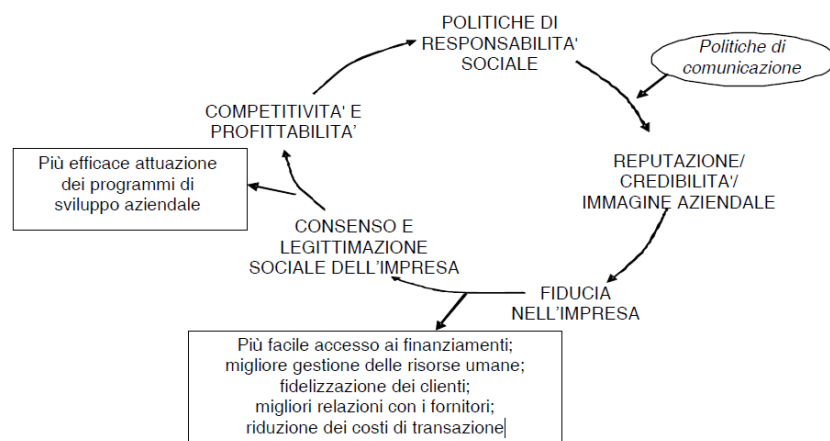 POLITICHE DI
RESPONSABILITA'
SOCIALE
Politiche di
comunicazione
REPUTAZIONE/
CREDIBILITA'/
IMMAGINE AZIENDALE
FIDUCIA
NELL'IMPRESA
Più facile accesso ai finanziamenti;
migliore gestione delle risorse umane;
fidelizzazione dei clienti;
migliori relazioni con i fornitori;
riduzione dei costi di transazione
CONSENSO E
LEGITTIMAZIONE
SOCIALE DELL'IMPRESA
Più efficace attuazione
dei programmi di
sviluppo aziendale
COMPETITIVITA' E
PROFITTABILITA'